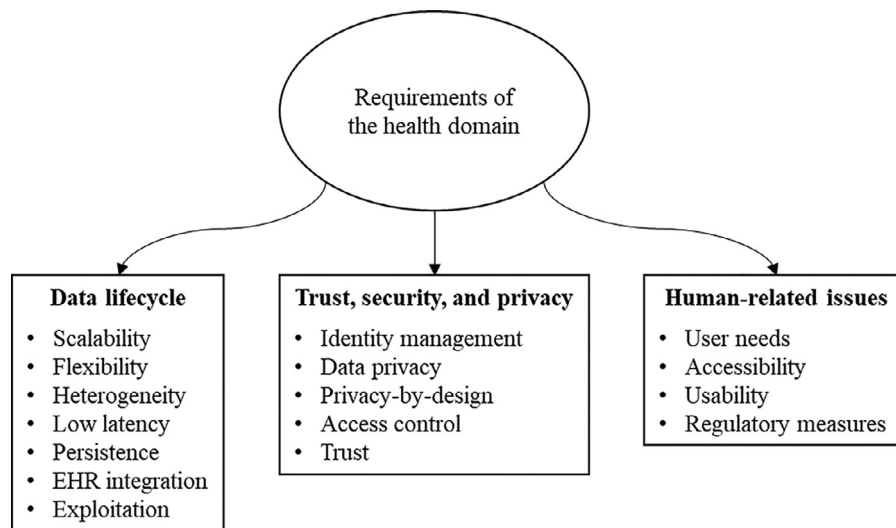 Requirements of
the health domain
Data lifecycle
• Scalability
• Flexibility
• Heterogeneity
• Low latency
• Persistence
• EHR integration
• Exploitation
Trust, security, and privacy
• Identity management
• Data privacy
• Privacy-by-design
• Access control
• Trust
Human-related issues
• User needs
• Accessibility
• Usability
• Regulatory measures